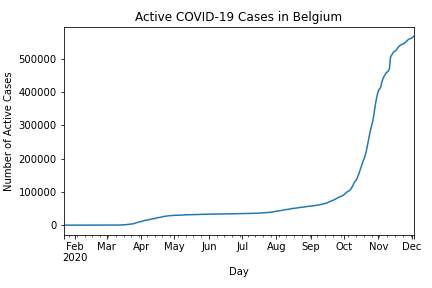 Active COVID-19 Cases in Belgium
Number of Active Cases
500000
400000
300000
200000
100000
0
Feb Mar Apr May Jun Jul Aug Sep Oct Nov Dec
2020
Day